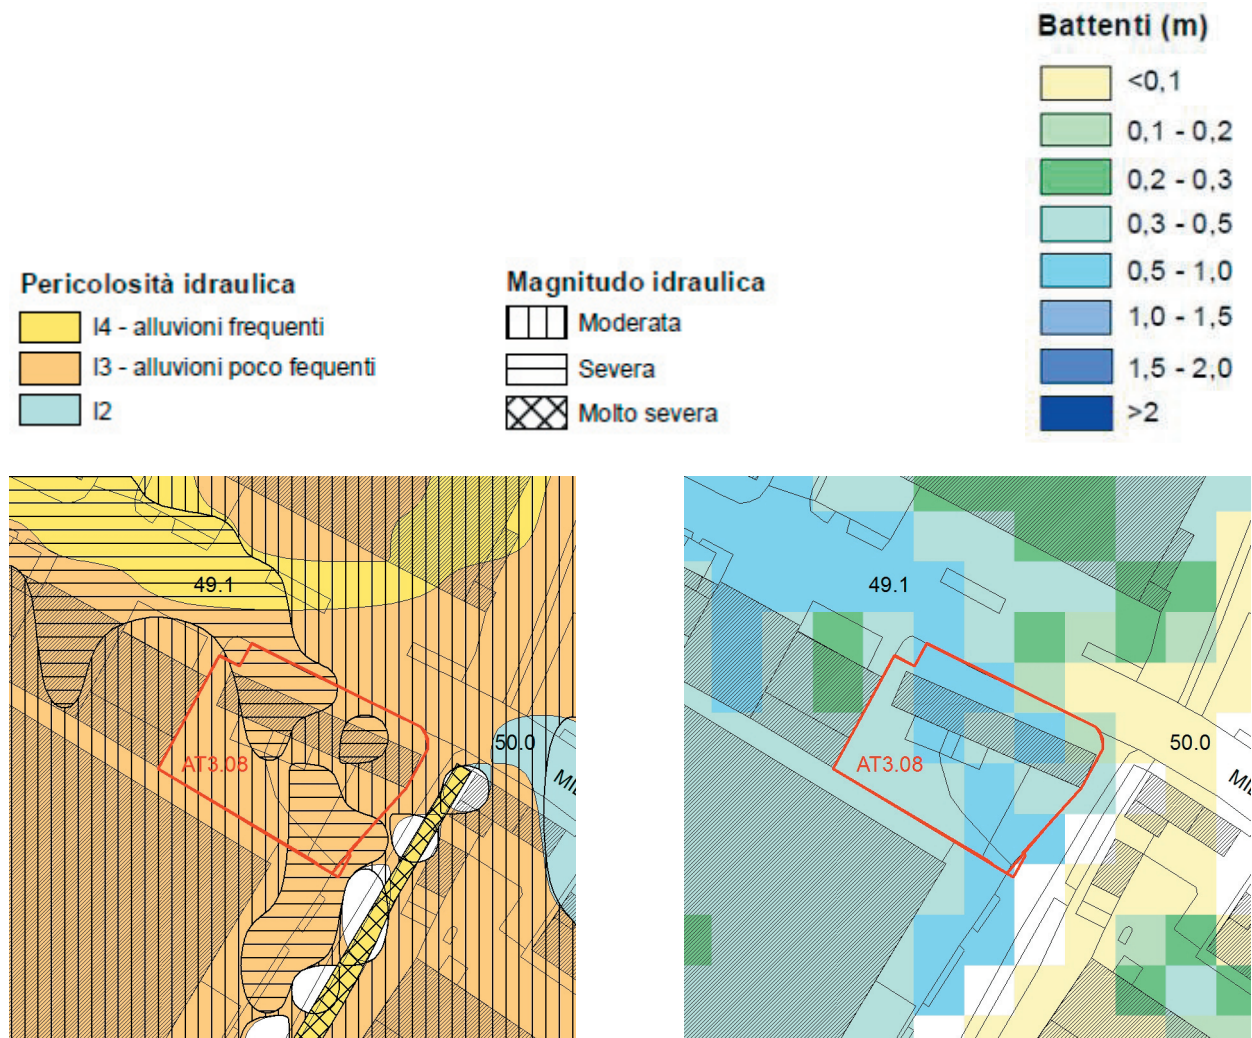 Battenti (m)
<0,1
0,1 - 0,2
0,2 - 0,3
0,3 - 0,5
0,5 - 1,0
1,0 - 1,5
1,5 - 2,0
>2
Pericolosità idraulica
I4 - alluvioni frequenti
I3 - alluvioni poco fequenti
I2
Magnitudo idraulica
Moderata
Severa
Molto severa
49.1
50.0
AT3.08
49.1
50.0
AT3.08